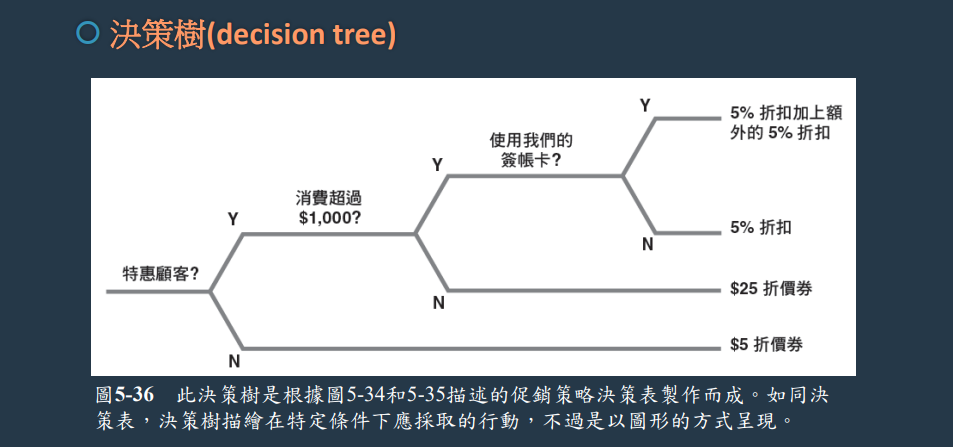 決策樹(decision tree)
Y
5% 折扣加上額
外的 5% 折扣
使用我們的
簽帳卡?
Y
消費超過
$1,000?
Y
5% 折扣
N
特惠顧客?
$25 折價券
N
$5 折價券
N
圖5-36 此決策樹是根據圖5-34和5-35描述的促銷策略決策表製作而成。如同決
策表，決策樹描繪在特定條件下應採取的行動，不過是以圖形的方式呈現。